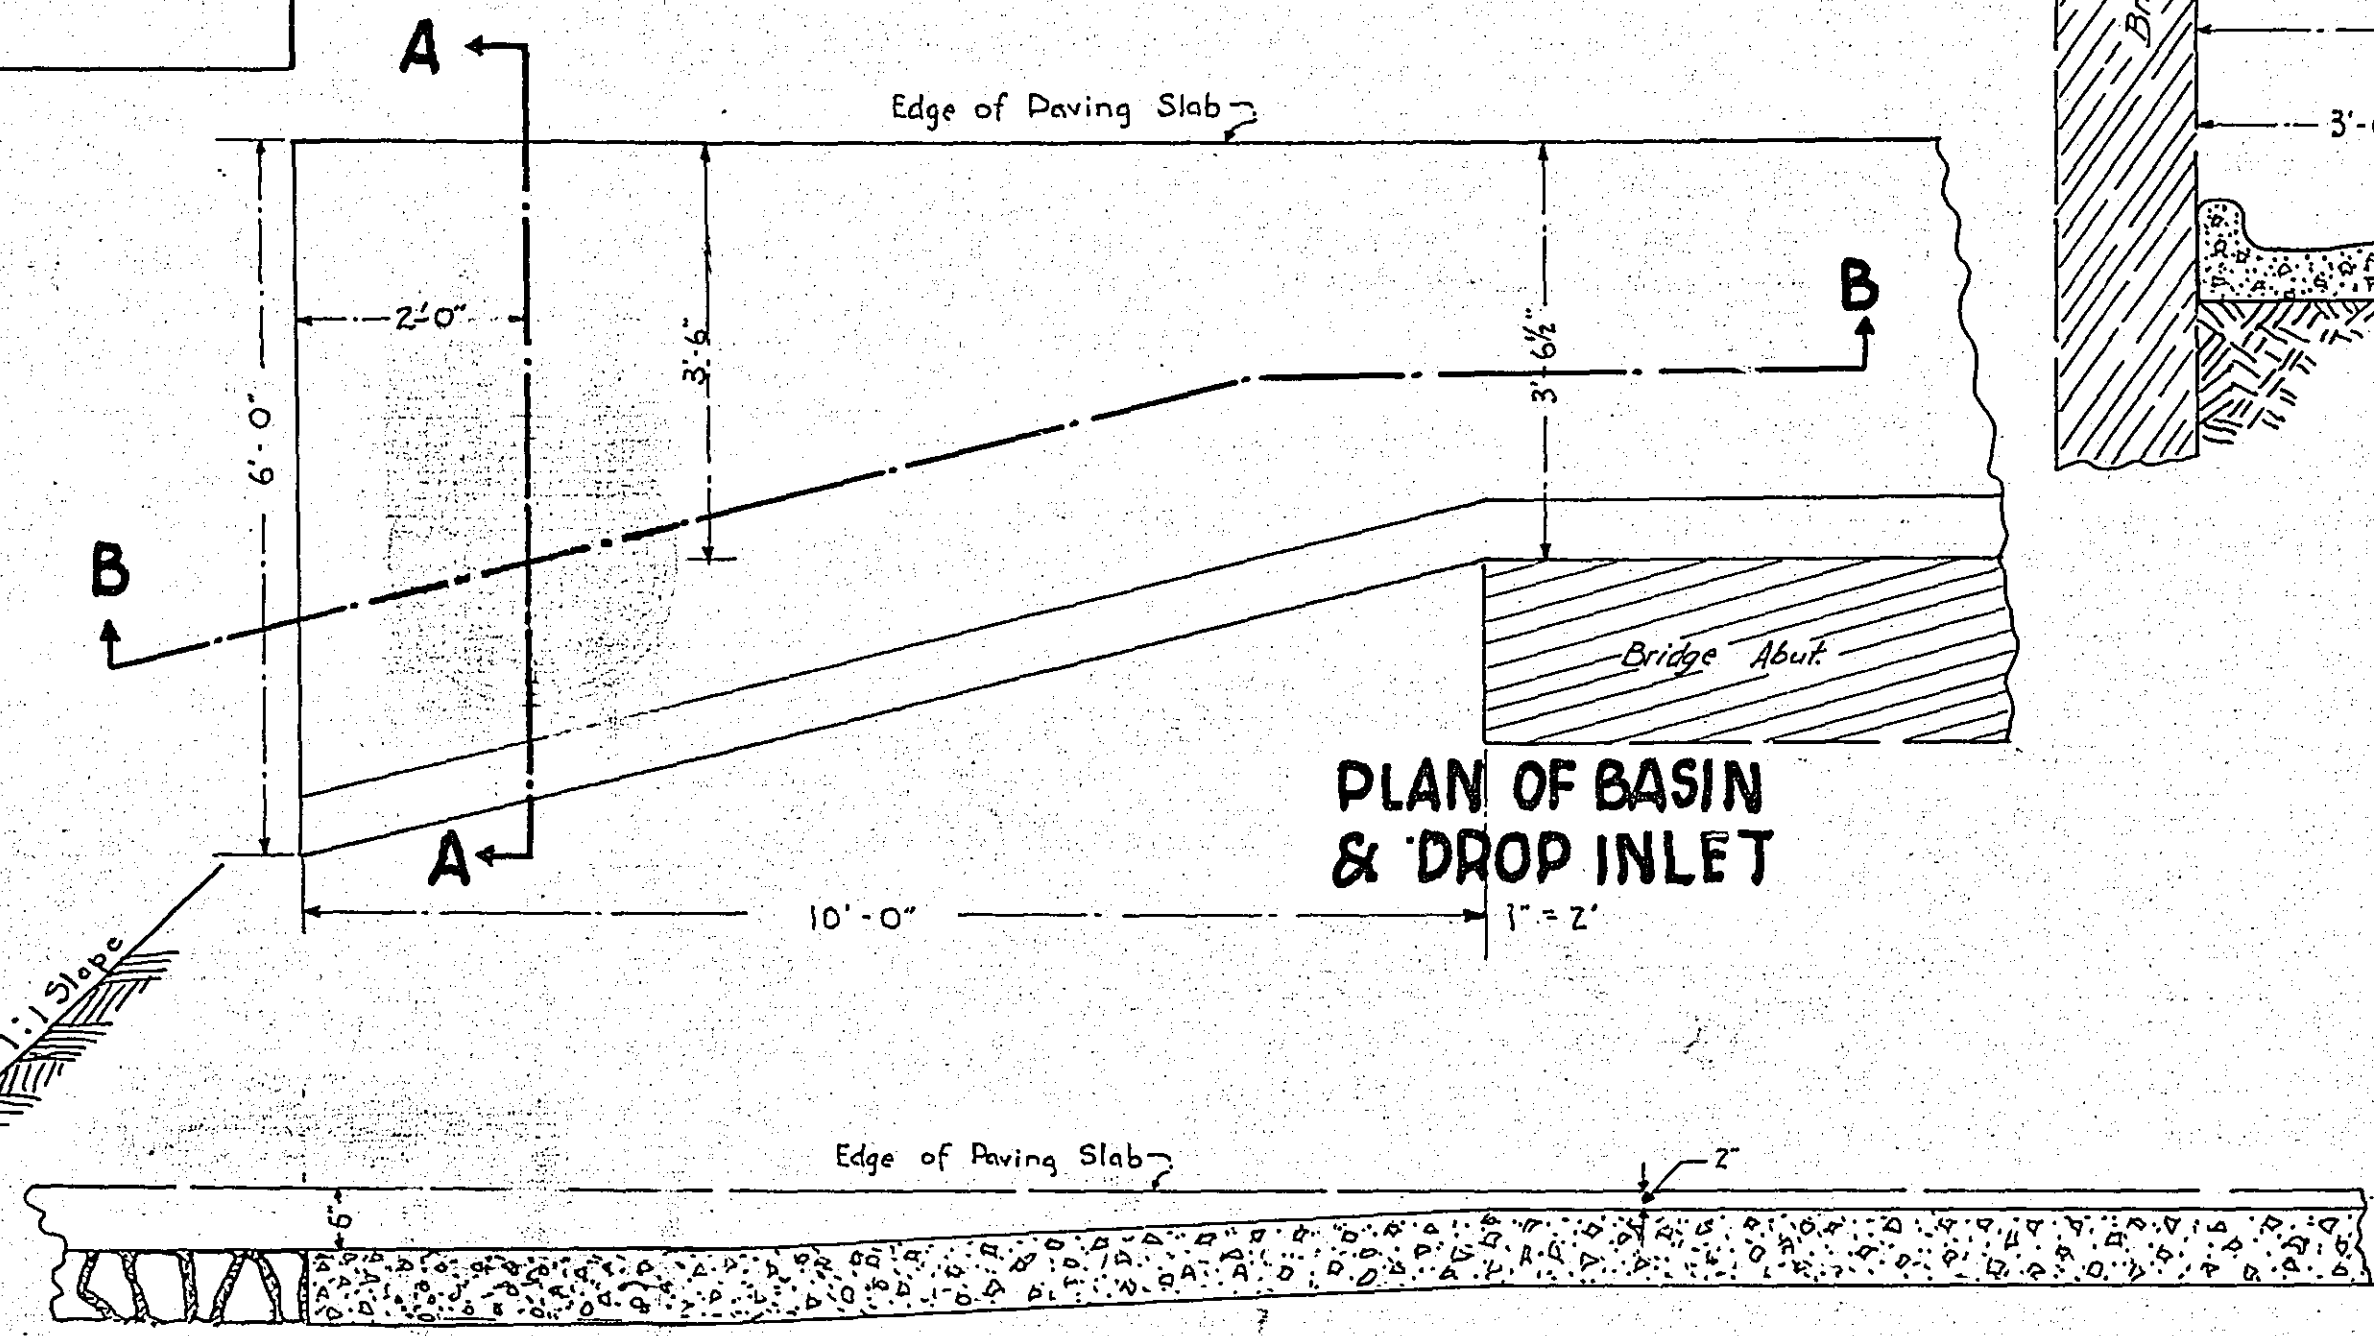 A
Br
Edge of Paving Slab
3'-
2'-0"
3'-6"
3'-6½"
B
6'-0"
B
Bridge Abut.
PLAN OF BASIN
& DROP INLET
A
10'-0"
1" = 2'
1:1 Slope
Edge of Paving Slab
2"
6"